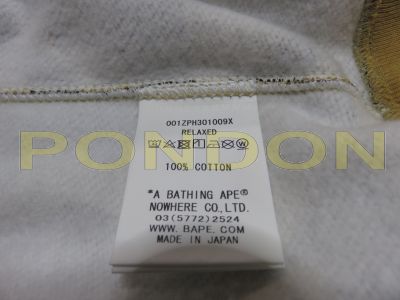 001ZPH301009X
RELAXED
PONDON
100% COTTON
"A BATHING APE®
NOWHERE CO.,LTD.
03(5772)2524
WWW.BAPE.COM
MADE IN JAPAN